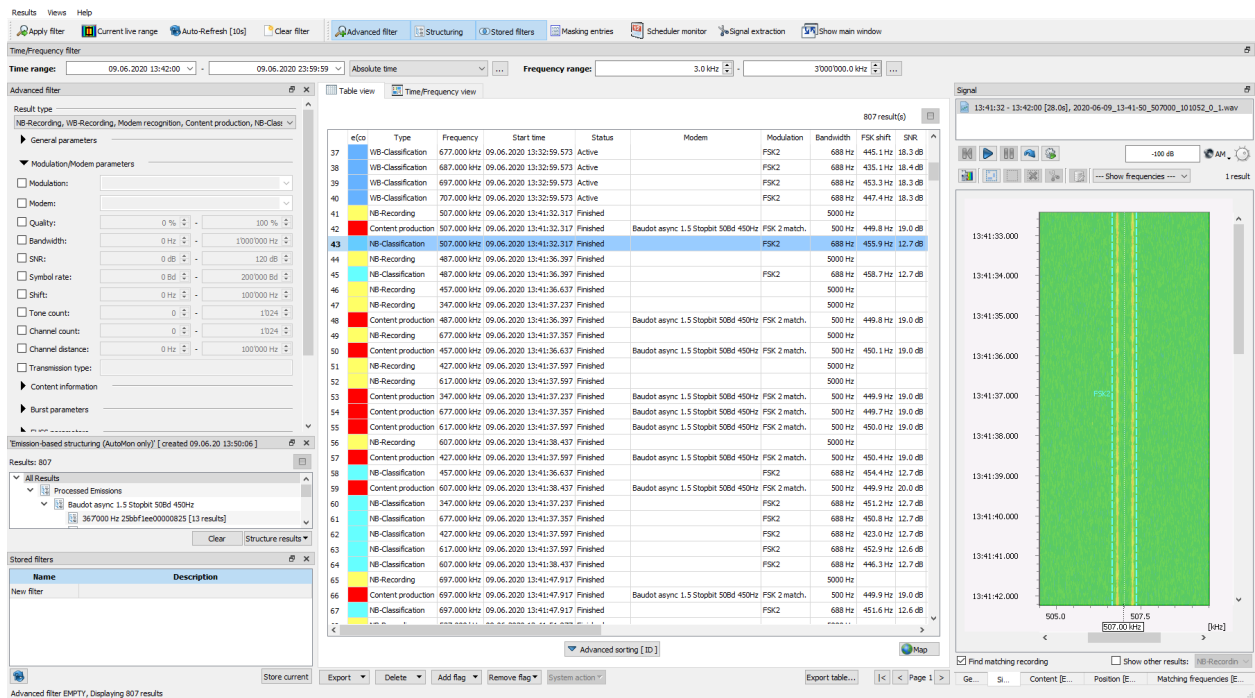 Results Views Help
Apply filter Current live range Auto-Refresh [10s] Clear filter Advanced filter Structuring Stored filters Masking entries Scheduler monitor Signal extraction Show main window
Time/Frequency filter
Time range: 09.06.2020 13:42:00 - 09.06.2020 23:59:59 Absolute time ... Frequency range: 3.0 kHz - 3'000'000.0 kHz ...
Advanced filter
Result type
NB-Recording, WB-Recording, Modem recognition, Content production, NB-Class
General parameters
Modulation/Modem parameters
Modulation:
Modem:
Quality: 0 % - 100 %
Bandwidth: 0 Hz - 1'000'000 Hz
SNR: 0 dB - 120 dB
Symbol rate: 0 Bd - 200'000 Bd
Shift: 0 Hz - 100'000 Hz
Tone count: 0 - 1'024
Channel count: 0 - 1'024
Channel distance: 0 Hz - 100'000 Hz
Transmission type:
Content information
Burst parameters
'Emission-based structuring (AutoMon only)' [ created 09.06.20 13:50:06 ]
Results: 807
All Results
Processed Emissions
Baudot async 1.5 Stopbit 50Bd 450Hz
367'000 Hz 25bbf1ee00000825 [13 results]
Clear Structure results
Stored filters
Name Description
New filter
Store current
Advanced filter EMPTY, Displaying 807 results
Table view Time/Frequency view
807 result(s)
e(co Type Frequency Start time Status Modem Modulation Bandwidth FSK shift SNR
37 WB-Classification 677.000 kHz 09.06.2020 13:32:59.573 Active FSK2 688 Hz 445.1 Hz 18.3 dB
38 WB-Classification 687.000 kHz 09.06.2020 13:32:59.573 Active FSK2 688 Hz 435.1 Hz 18.4 dB
39 WB-Classification 697.000 kHz 09.06.2020 13:32:59.573 Active FSK2 688 Hz 453.3 Hz 18.3 dB
40 WB-Classification 707.000 kHz 09.06.2020 13:32:59.573 Active FSK2 688 Hz 447.4 Hz 18.3 dB
41 NB-Recording 507.000 kHz 09.06.2020 13:41:32.317 Finished 5000 Hz
42 Content production 507.000 kHz 09.06.2020 13:41:32.317 Finished Baudot async 1.5 Stopbit 50Bd 450Hz FSK 2 match. 500 Hz 449.8 Hz 19.0 dB
43 NB-Classification 507.000 kHz 09.06.2020 13:41:32.317 Finished FSK2 688 Hz 455.9 Hz 12.7 dB
44 NB-Recording 487.000 kHz 09.06.2020 13:41:36.397 Finished 5000 Hz
45 NB-Classification 487.000 kHz 09.06.2020 13:41:36.397 Finished FSK2 688 Hz 458.7 Hz 12.7 dB
46 NB-Recording 457.000 kHz 09.06.2020 13:41:36.637 Finished 5000 Hz
47 NB-Recording 347.000 kHz 09.06.2020 13:41:37.237 Finished 5000 Hz
48 Content production 487.000 kHz 09.06.2020 13:41:36.397 Finished Baudot async 1.5 Stopbit 50Bd 450Hz FSK 2 match. 500 Hz 449.8 Hz 19.0 dB
49 NB-Recording 677.000 kHz 09.06.2020 13:41:37.357 Finished 5000 Hz
50 Content production 457.000 kHz 09.06.2020 13:41:36.637 Finished Baudot async 1.5 Stopbit 50Bd 450Hz FSK 2 match. 500 Hz 450.1 Hz 19.0 dB
51 NB-Recording 427.000 kHz 09.06.2020 13:41:37.597 Finished 5000 Hz
52 NB-Recording 617.000 kHz 09.06.2020 13:41:37.597 Finished 5000 Hz
53 Content production 347.000 kHz 09.06.2020 13:41:37.237 Finished Baudot async 1.5 Stopbit 50Bd 450Hz FSK 2 match. 500 Hz 449.9 Hz 19.0 dB
54 Content production 677.000 kHz 09.06.2020 13:41:37.357 Finished Baudot async 1.5 Stopbit 50Bd 450Hz FSK 2 match. 500 Hz 449.7 Hz 19.0 dB
55 Content production 617.000 kHz 09.06.2020 13:41:37.597 Finished Baudot async 1.5 Stopbit 50Bd 450Hz FSK 2 match. 500 Hz 450.0 Hz 19.0 dB
56 NB-Recording 607.000 kHz 09.06.2020 13:41:38.437 Finished 5000 Hz
57 Content production 427.000 kHz 09.06.2020 13:41:37.597 Finished Baudot async 1.5 Stopbit 50Bd 450Hz FSK 2 match. 500 Hz 450.4 Hz 19.0 dB
58 NB-Classification 457.000 kHz 09.06.2020 13:41:36.637 Finished FSK2 688 Hz 454.4 Hz 12.7 dB
59 Content production 607.000 kHz 09.06.2020 13:41:38.437 Finished Baudot async 1.5 Stopbit 50Bd 450Hz FSK 2 match. 500 Hz 449.9 Hz 20.0 dB
60 NB-Classification 347.000 kHz 09.06.2020 13:41:37.237 Finished FSK2 688 Hz 451.2 Hz 12.7 dB
61 NB-Classification 677.000 kHz 09.06.2020 13:41:37.357 Finished FSK2 688 Hz 450.8 Hz 12.7 dB
62 NB-Classification 427.000 kHz 09.06.2020 13:41:37.597 Finished FSK2 688 Hz 423.0 Hz 12.7 dB
63 NB-Classification 617.000 kHz 09.06.2020 13:41:37.597 Finished FSK2 688 Hz 452.9 Hz 12.6 dB
64 NB-Classification 607.000 kHz 09.06.2020 13:41:38.437 Finished FSK2 688 Hz 446.3 Hz 12.7 dB
65 NB-Recording 697.000 kHz 09.06.2020 13:41:47.917 Finished 5000 Hz
66 Content production 697.000 kHz 09.06.2020 13:41:47.917 Finished Baudot async 1.5 Stopbit 50Bd 450Hz FSK 2 match. 500 Hz 449.9 Hz 19.0 dB
67 NB-Classification 697.000 kHz 09.06.2020 13:41:47.917 Finished FSK2 688 Hz 451.6 Hz 12.6 dB
Advanced sorting [ ID ] Map
Export Delete Add flag Remove flag System action Export table... |< < Page 1 >
Signal
13:41:32 - 13:42:00 [28.0s], 2020-06-09_13-41-50_507000_101052_0_1.wav
-100 dB AM
--- Show frequencies --- 1 result
13:41:33.000
13:41:34.000
13:41:35.000
13:41:36.000
13:41:37.000
FSK2
13:41:38.000
13:41:39.000
13:41:40.000
13:41:41.000
13:41:42.000
505.0 507.5
507.00 kHz [kHz]
Find matching recording Show other results: NB-Recordin
Ge... Si... Content [E... Position [E... Matching frequencies [E...